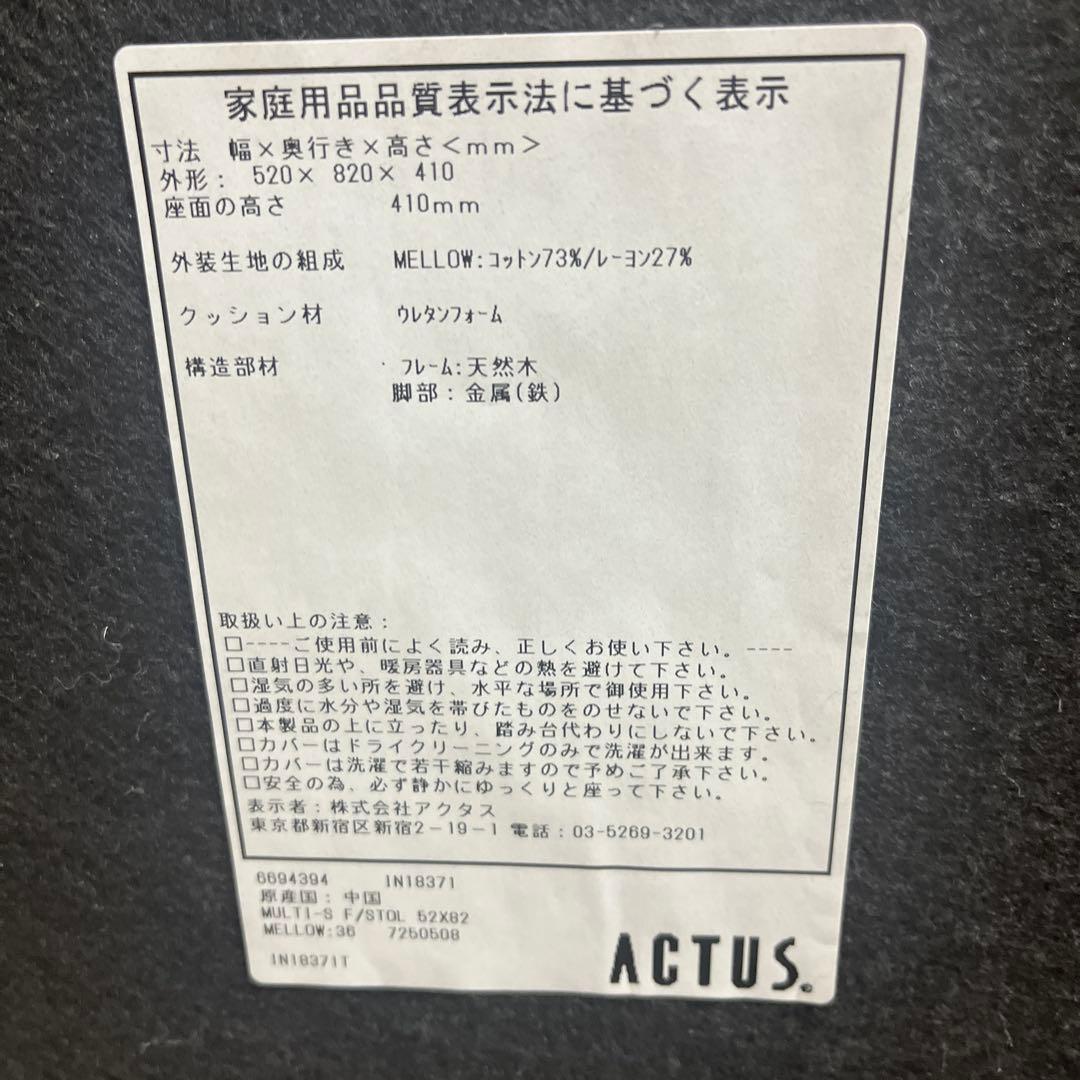 家庭用品品質表示法に基づく表示
寸法 幅×奥行き×高さ<mm>
外形: 520× 820× 410
座面の高さ 410mm
外装生地の組成 MELLOW:コットン73%/レーヨン27%
クッション材 ウレタンフォーム
構造部材 フレーム:天然木
脚部:金属(鉄)
取扱い上の注意:
□----ご使用前によく読み、正しくお使い下さい。----
□直射日光や、暖房器具などの熱を避けて下さい。
□湿気の多い所を避け、水平な場所で御使用下さい。
□過度に水分や湿気を帯びたものをのせないで下さい。
□本製品の上に立ったり、踏み台代わりにしないで下さい。
□カバーはドライクリーニングのみで洗濯が出来ます。
□カバーは洗濯で若干縮みますので予めご了承下さい。
□安全の為、必ず静かにゆっくりと座って下さい。
表示者:株式会社アクタス
東京都新宿区新宿2-19-1 電話:03-5269-3201
6694394 IN18371
原産国:中国
MULTI-S F/STOL 52X82
MELLOW:36 7250508
IN18371T
ACTUS.